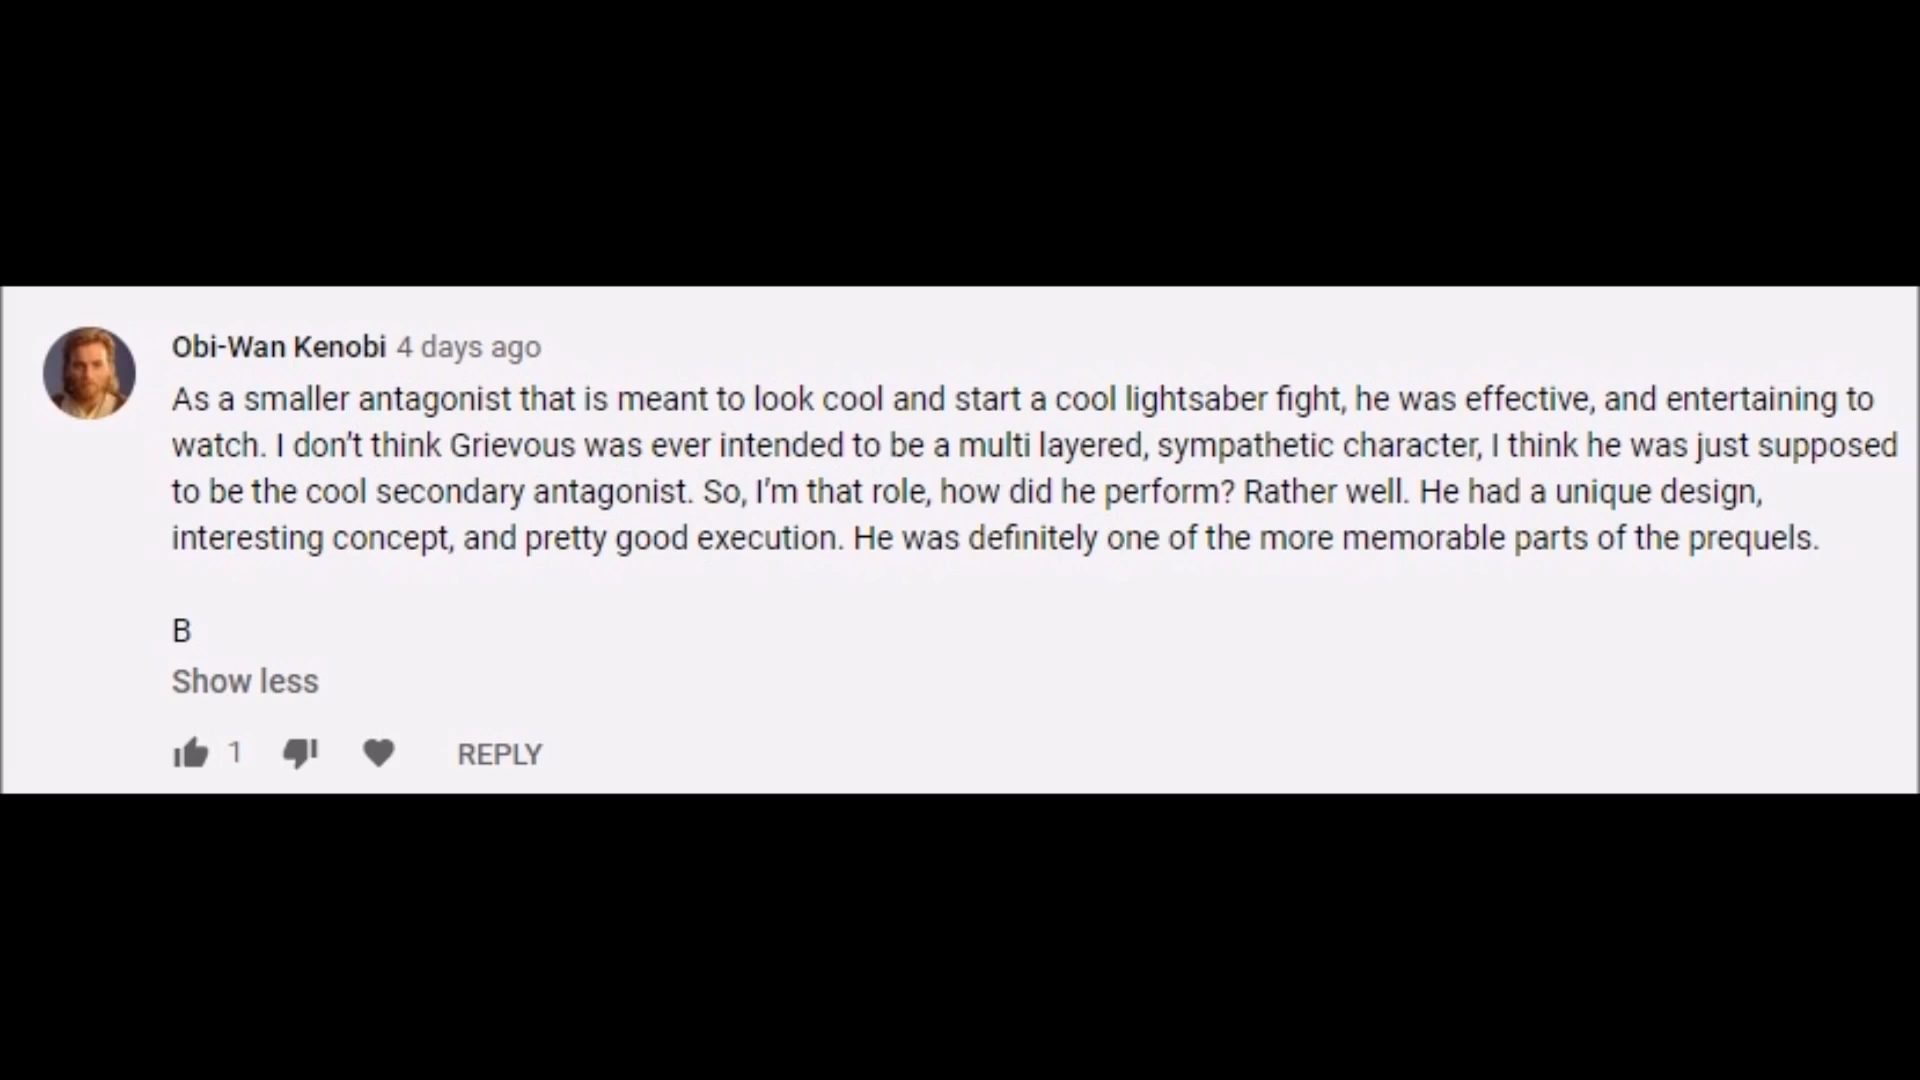 Obi-Wan Kenobi 4 days ago
As a smaller antagonist that is meant to look cool and start a cool lightsaber fight, he was effective, and entertaining to
watch. I don’t think Grievous was ever intended to be a multi layered, sympathetic character, I think he was just supposed
to be the cool secondary antagonist. So, I’m that role, how did he perform? Rather well. He had a unique design,
interesting concept, and pretty good execution. He was definitely one of the more memorable parts of the prequels.
B
Show less
1 REPLY